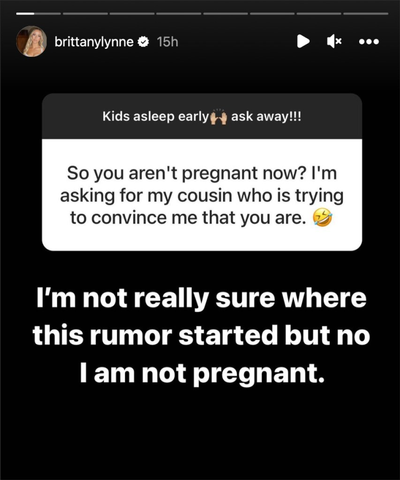 brittanylynne 15h
Kids asleep early🙌🏼 ask away!!!
So you aren't pregnant now? I'm
asking for my cousin who is trying
to convince me that you are. 🤣
I'm not really sure where
this rumor started but no
I am not pregnant.